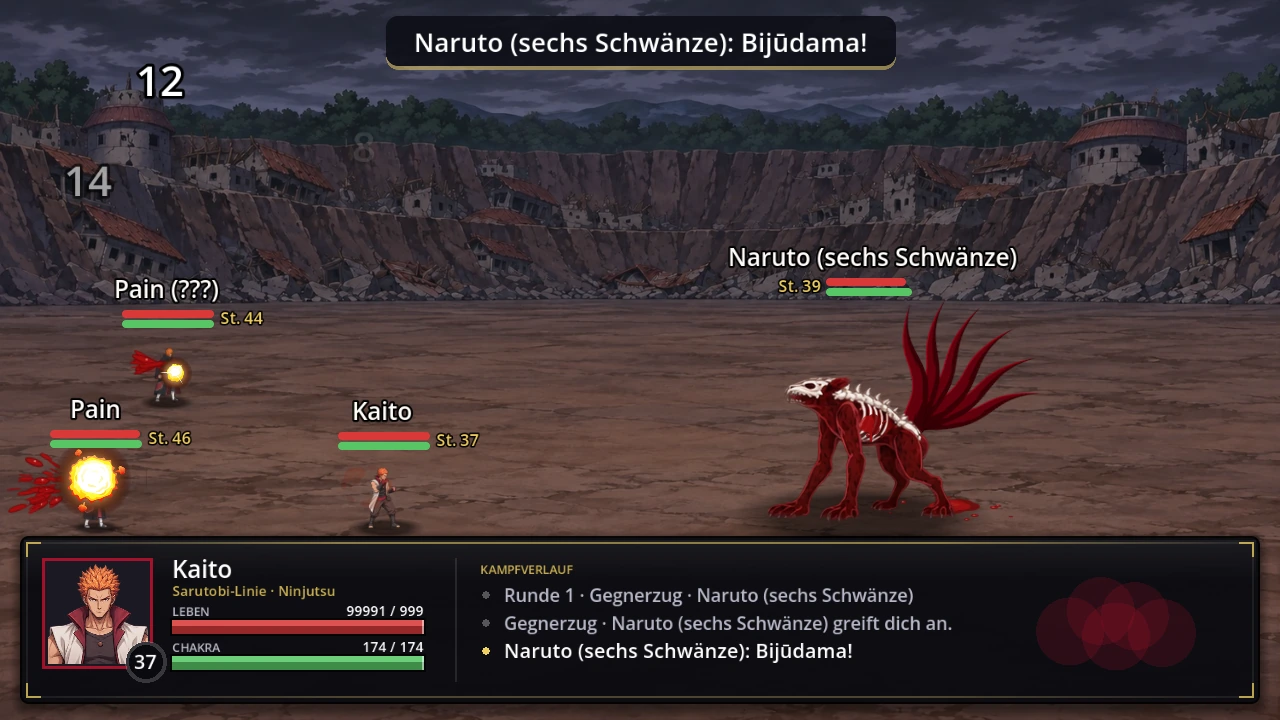 Naruto (sechs Schwänze): Bijūdama!
12
8
14
Naruto (sechs Schwänze)
St. 39
Pain (???)
St. 44
Pain
St. 46
Kaito
St. 37
Kaito
Sarutobi-Linie · Ninjutsu
LEBEN 99991 / 999
CHAKRA 174 / 174
37
KAMPFVERLAUF
Runde 1 · Gegnerzug · Naruto (sechs Schwänze)
Gegnerzug · Naruto (sechs Schwänze) greift dich an.
Naruto (sechs Schwänze): Bijūdama!